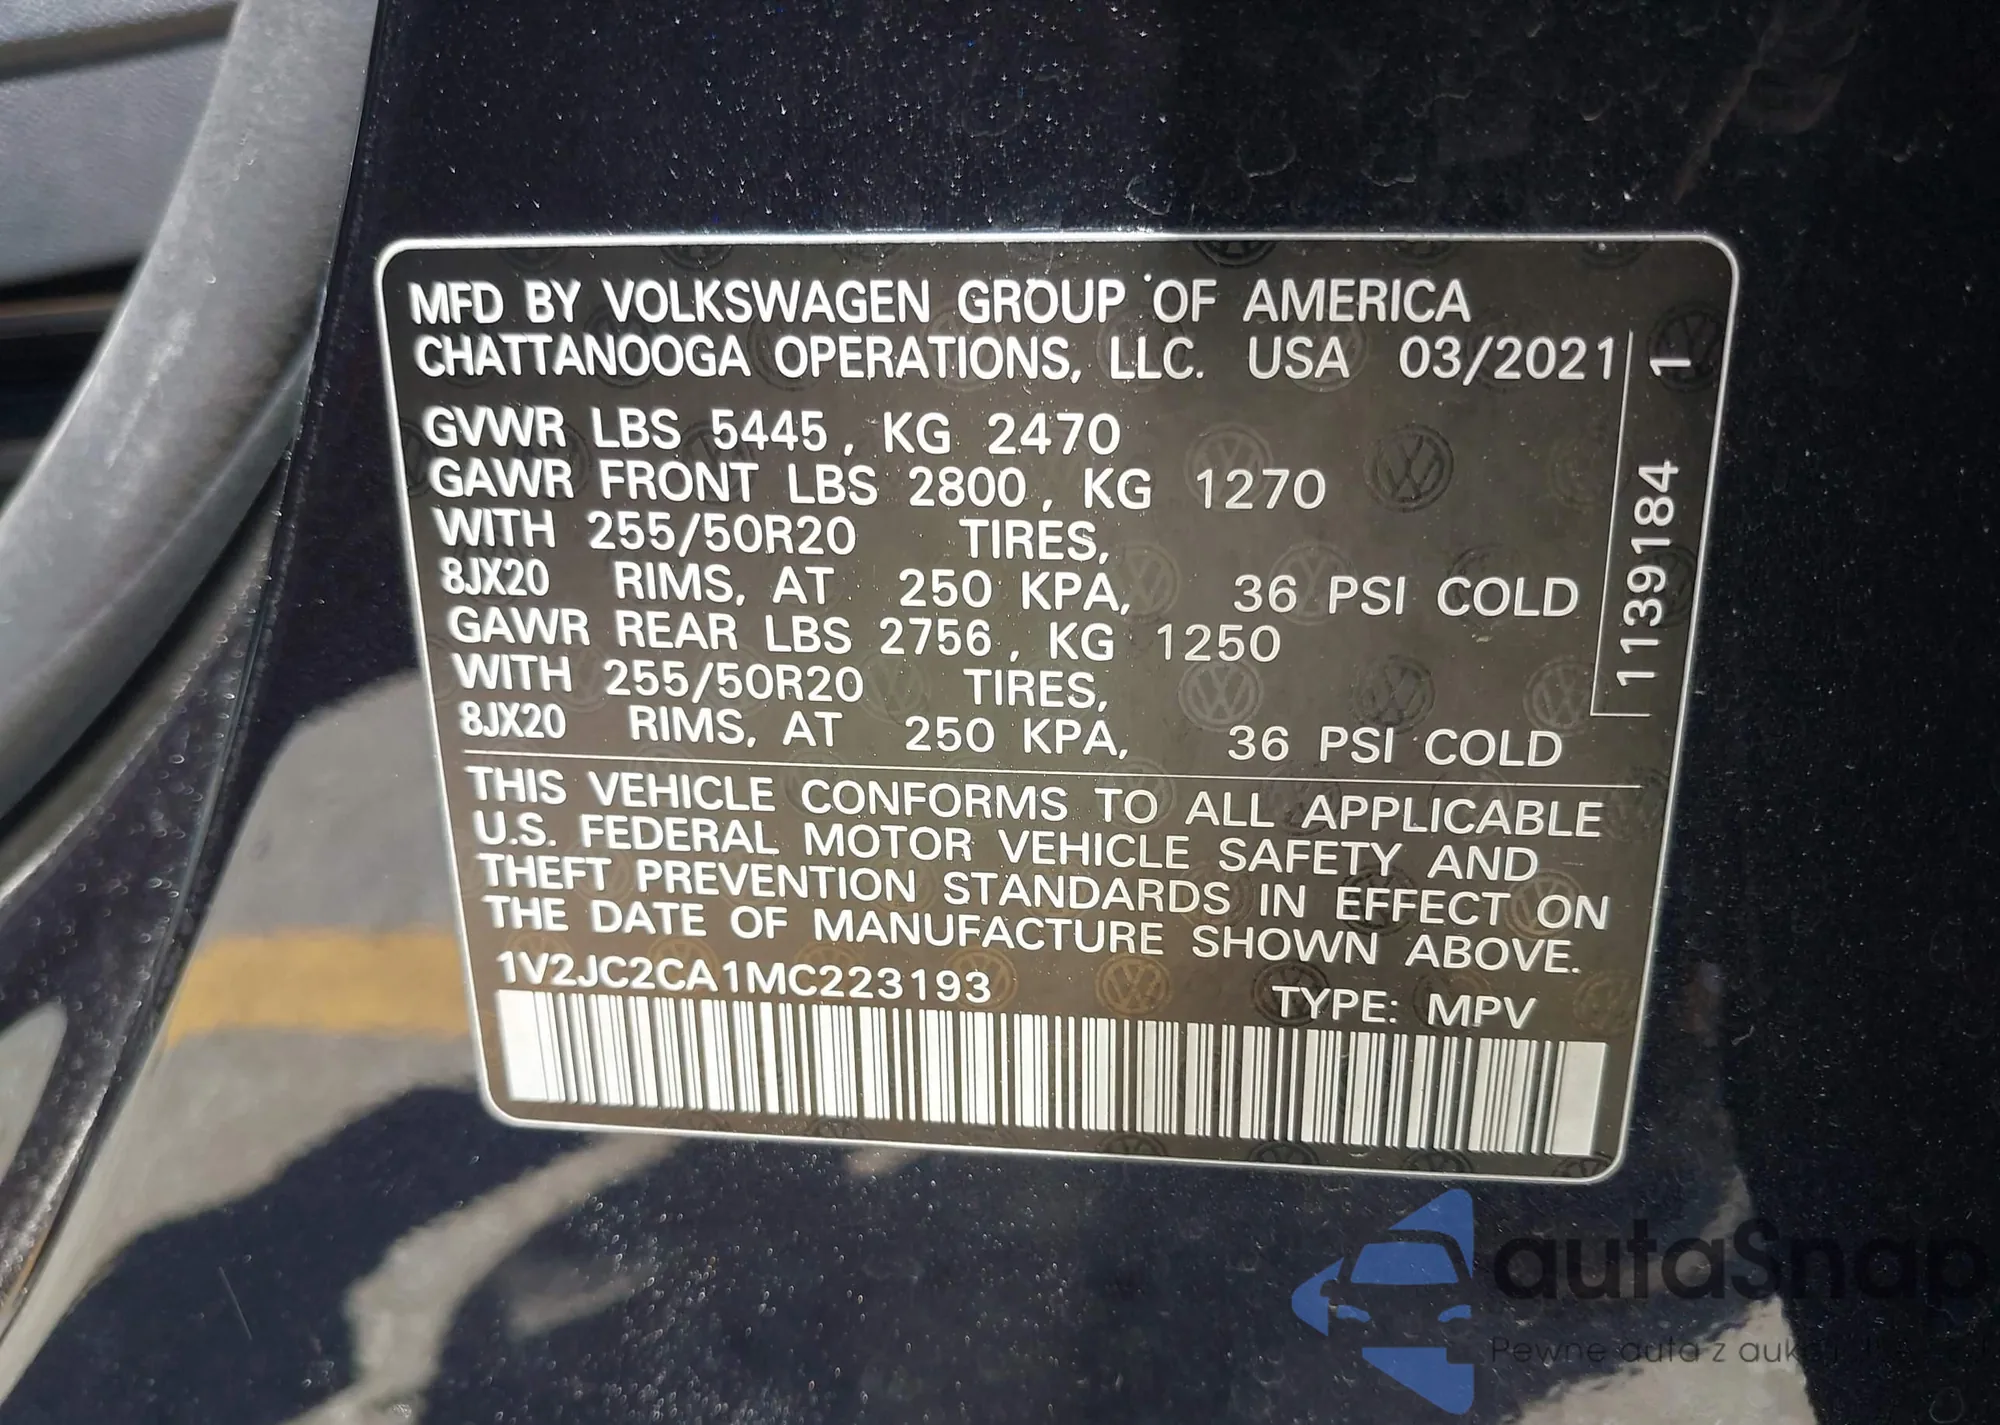 MFD BY VOLKSWAGEN GROUP OF AMERICA
CHATTANOOGA OPERATIONS, LLC. USA 03/2021
GVWR LBS 5445, KG 2470
GAWR FRONT LBS 2800, KG 1270
WITH 255/50R20 TIRES,
8JX20 RIMS, AT 250 KPA, 36 PSI COLD
GAWR REAR LBS 2756, KG 1250
WITH 255/50R20 TIRES,
8JX20 RIMS, AT 250 KPA, 36 PSI COLD
1139184 1
THIS VEHICLE CONFORMS TO ALL APPLICABLE
U.S. FEDERAL MOTOR VEHICLE SAFETY AND
THEFT PREVENTION STANDARDS IN EFFECT ON
THE DATE OF MANUFACTURE SHOWN ABOVE.
1V2JC2CA1MC223193 TYPE: MPV
autaSnap
Pewne auta z